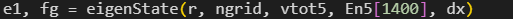 e1, fg = eigenState(r, ngrid, vtot5, En5[1400], dx)